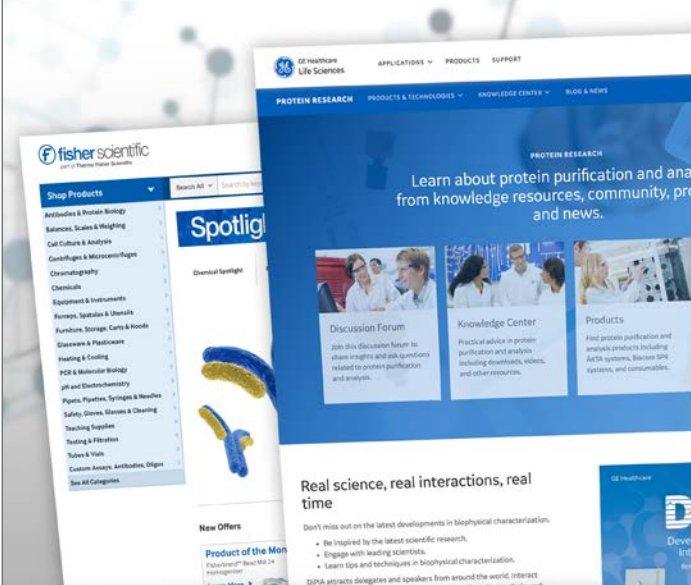 fisher scientific
part of Thermo Fisher Scientific
Shop Products
Search All
Antibodies & Protein Biology
Balances, Scales & Weighing
Cell Culture & Analysis
Centrifuges & Microcentrifuges
Chromatography
Chemicals
Equipment & Instruments
Forceps, Spatulas & Utensils
Furniture, Storage, Carts & Hoods
Glassware & Plasticware
Heating & Cooling
PCR & Molecular Biology
pH and Electrochemistry
Pipets, Pipettes, Syringes & Needles
Safety, Gloves, Glasses & Cleaning
Teaching Supplies
Testing & Filtration
Tubes & Vials
Custom Assays, Antibodies, Oligos
See All Categories
Chemical Spotlight
New Offers
Fisherbrand™ Bead Mill 24
Homogenizer
GE Healthcare
Life Sciences
APPLICATIONS
PRODUCTS
SUPPORT
PROTEIN RESEARCH
PRODUCTS & TECHNOLOGIES
KNOWLEDGE CENTER
BLOG & NEWS
PROTEIN RESEARCH
Learn about protein purification and ana
from knowledge resources, community, pro
and news.
Discussion Forum
Join this discussion forum to
share insights and ask questions
related to protein purification
and analysis.
Knowledge Center
Practical advice in protein
purification and analysis
including downloads, videos,
and other resources.
Products
Find protein purification and
analysis products including
ÄKTA systems, Biacore SPR
systems, and consumables.
Real science, real interactions, real
time
Don't miss out on the latest developments in biophysical characterization.
• Be inspired by the latest scientific research.
• Engage with leading scientists.
• Learn tips and techniques in biophysical characterization.
DiPIA attracts delegates and speakers from around the world. Interact
GE Healthcare